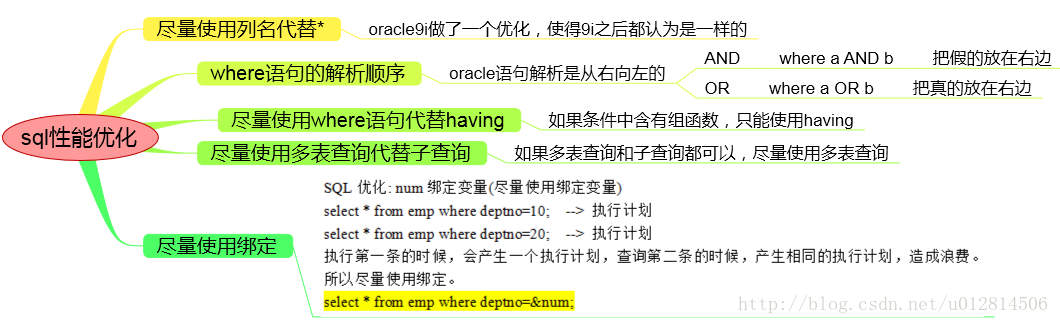 sql性能优化
尽量使用列名代替*
oracle9i做了一个优化，使得9i之后都认为是一样的
where语句的解析顺序
oracle语句解析是从右向左的
AND where a AND b 把假的放在右边
OR where a OR b 把真的放在右边
尽量使用where语句代替having
如果条件中含有组函数，只能使用having
尽量使用多表查询代替子查询
如果多表查询和子查询都可以，尽量使用多表查询
尽量使用绑定
SQL 优化: num 绑定变量(尽量使用绑定变量)
select * from emp where deptno=10; --> 执行计划
select * from emp where deptno=20; --> 执行计划
执行第一条的时候，会产生一个执行计划，查询第二条的时候，产生相同的执行计划，造成浪费。
所以尽量使用绑定。
select * from emp where deptno=&num;
http://blog.csdn.net/u012814506